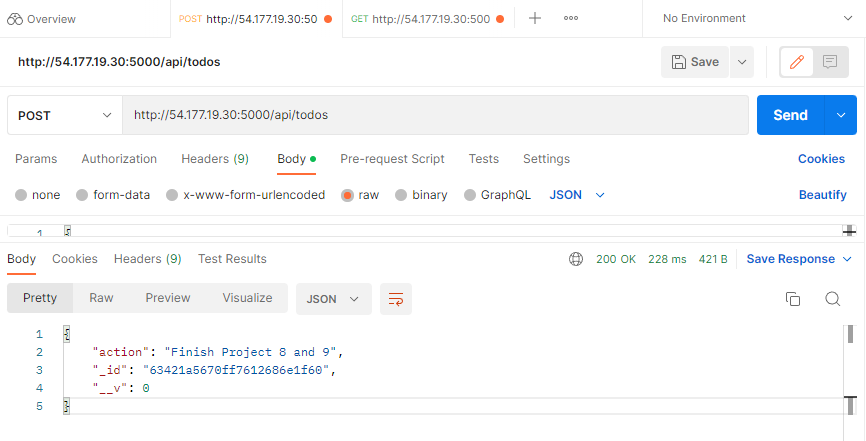 Overview
POST http://54.177.19.30:50
GET http://54.177.19.30:500
No Environment
http://54.177.19.30:5000/api/todos
Save
POST
http://54.177.19.30:5000/api/todos
Send
Params Authorization Headers (9) Body Pre-request Script Tests Settings Cookies
none form-data x-www-form-urlencoded raw binary GraphQL JSON Beautify
1 {
Body Cookies Headers (9) Test Results 200 OK 228 ms 421 B Save Response
Pretty Raw Preview Visualize JSON
1 {
2 "action": "Finish Project 8 and 9",
3 "_id": "63421a5670ff7612686e1f60",
4 "__v": 0
5 }